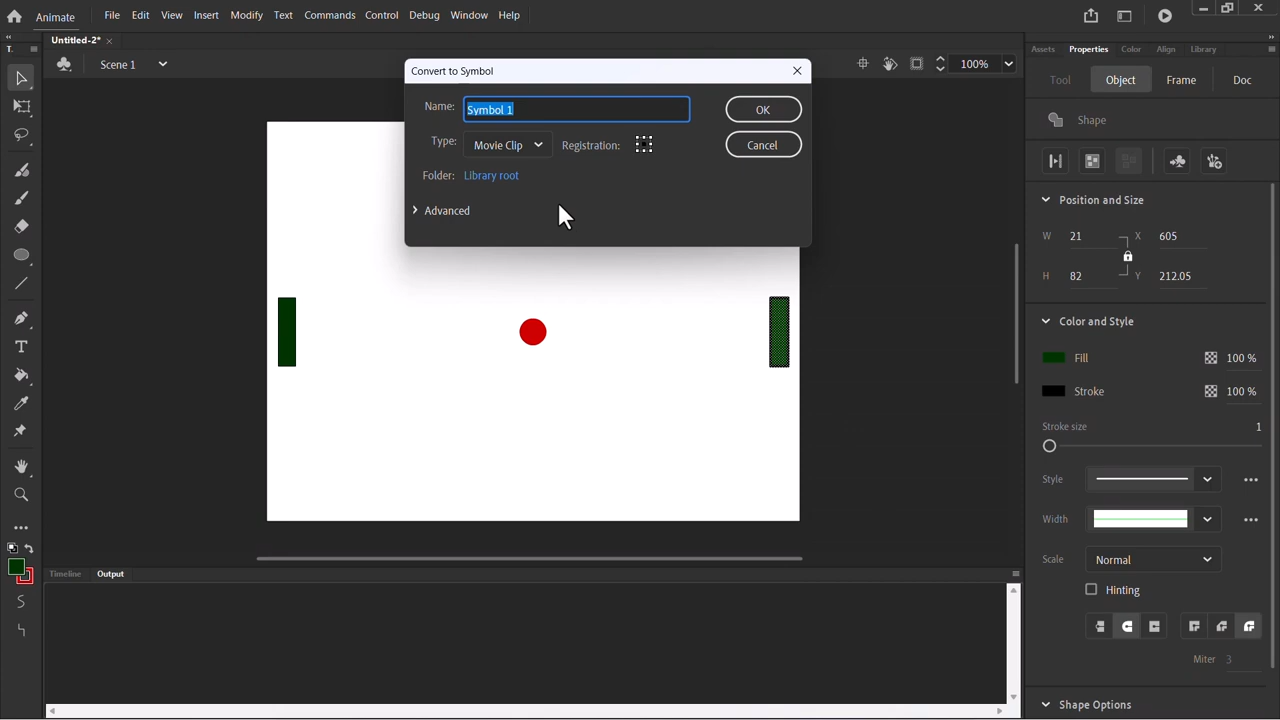 Animate File Edit View Insert Modify Text Commands Control Debug Window Help
Untitled-2* ×
T.
Scene 1
100%
Convert to Symbol
Name: Symbol 1 OK
Type: Movie Clip Registration: Cancel
Folder: Library root
Advanced
Assets Properties Color Align Library
Tool Object Frame Doc
Shape
Position and Size
W 21 X 605
H 82 Y 212.05
Color and Style
Fill 100 %
Stroke 100 %
Stroke size 1
Style
Width
Scale Normal
Hinting
Miter 3
Shape Options
Timeline Output